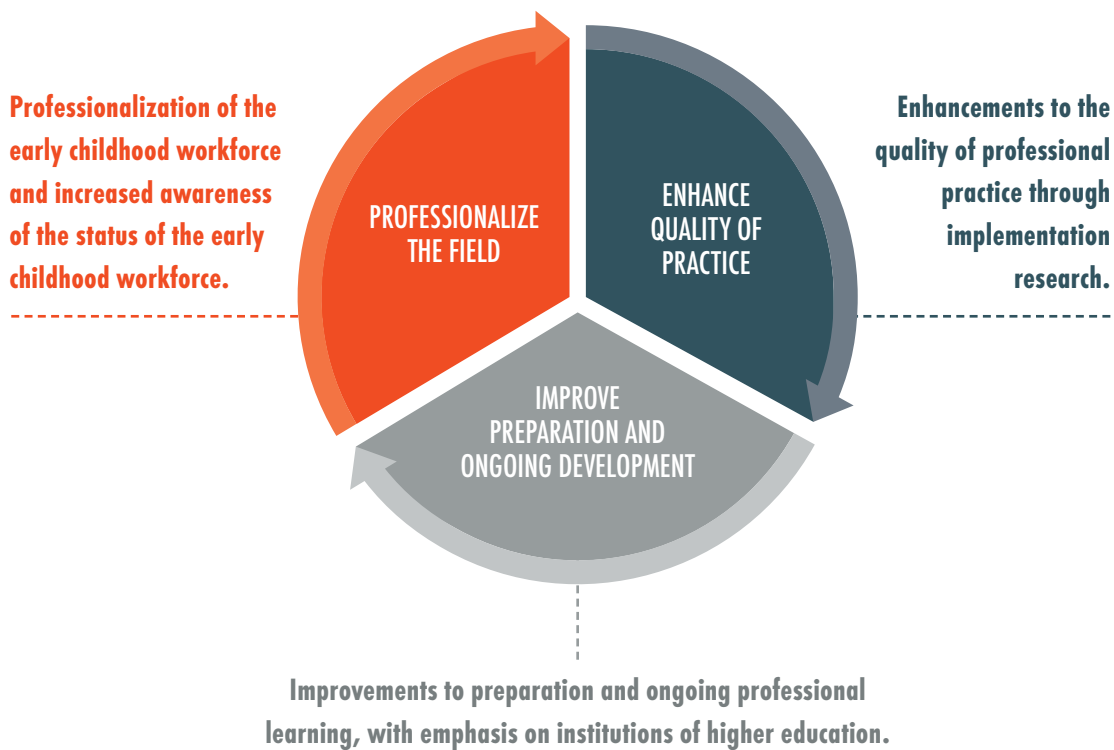 Professionalization of the
early childhood workforce
and increased awareness
of the status of the early
childhood workforce.
PROFESSIONALIZE
THE FIELD
ENHANCE
QUALITY OF
PRACTICE
Enhancements to the
quality of professional
practice through
implementation
research.
IMPROVE
PREPARATION AND
ONGOING DEVELOPMENT
Improvements to preparation and ongoing professional
learning, with emphasis on institutions of higher education.